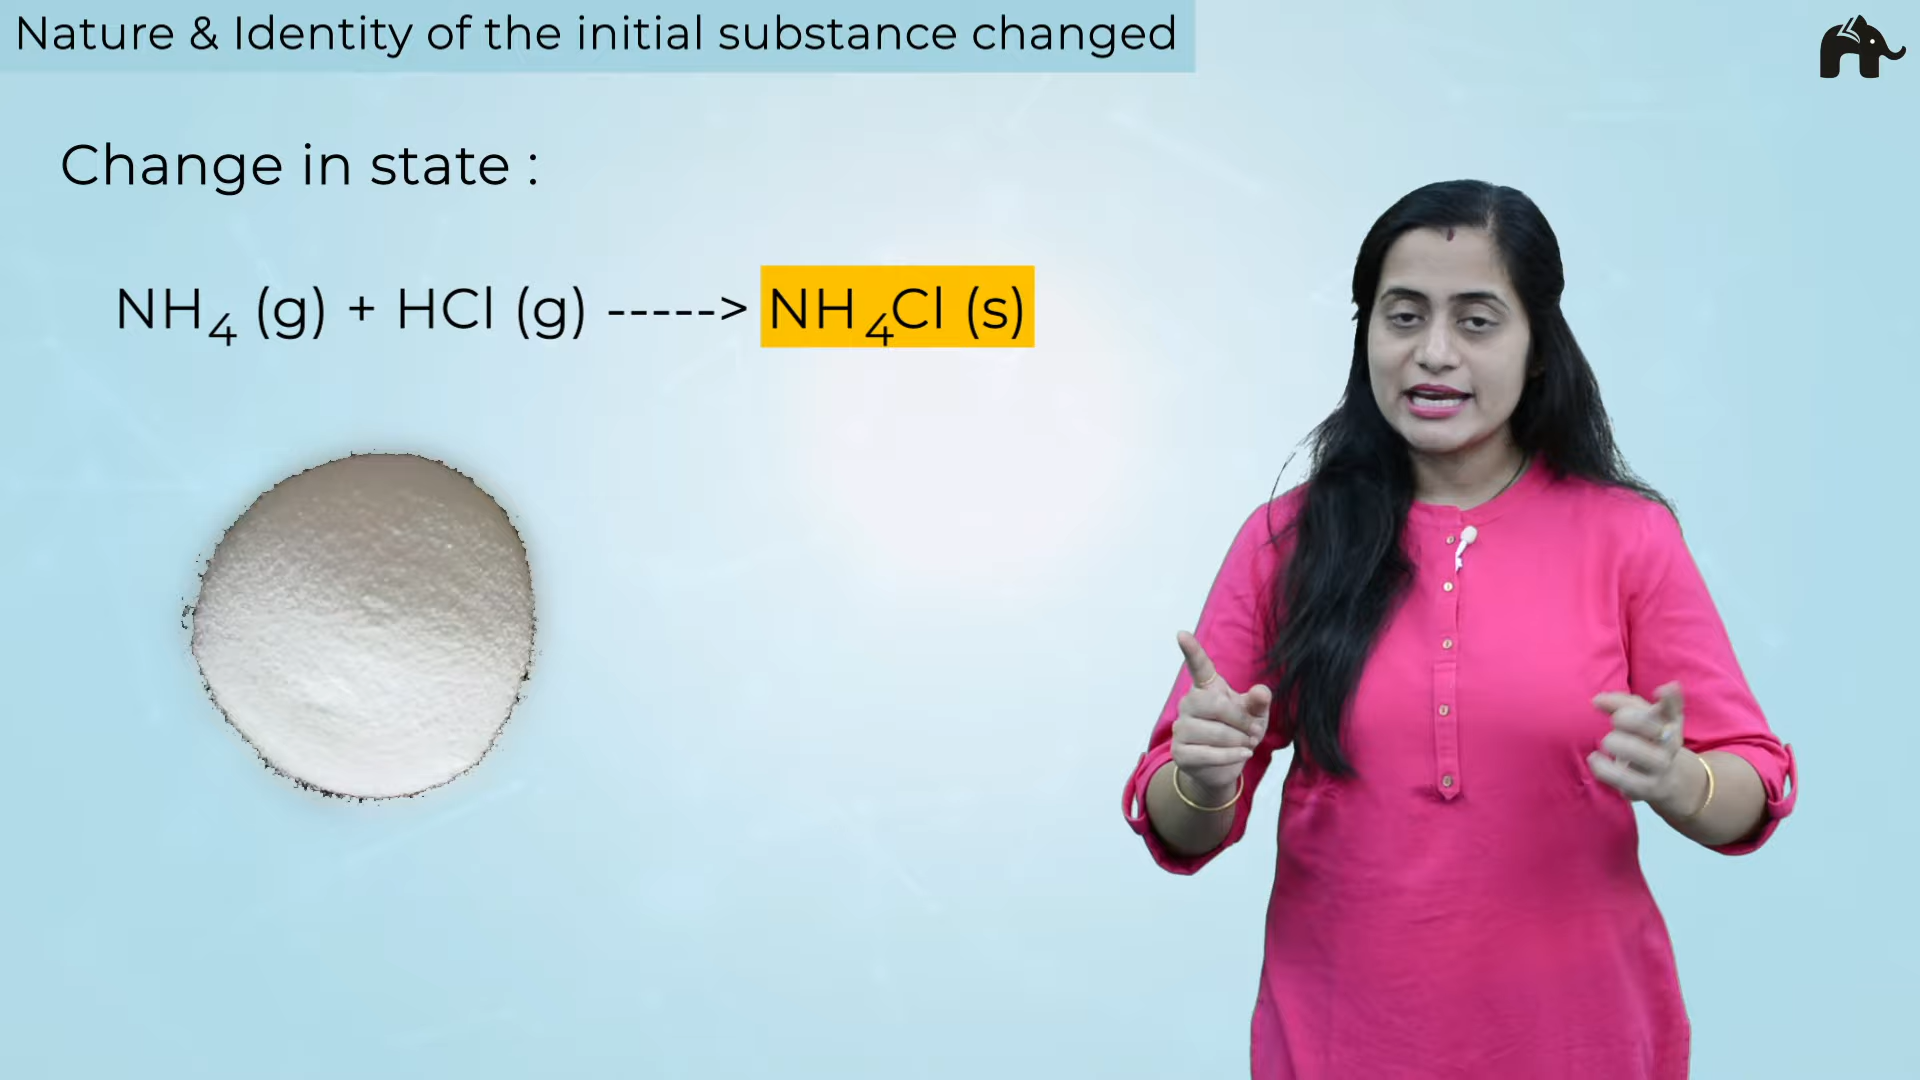 Nature & Identity of the initial substance changed
Change in state :
NH₄ (g) + HCl (g) -----> NH₄Cl (s)